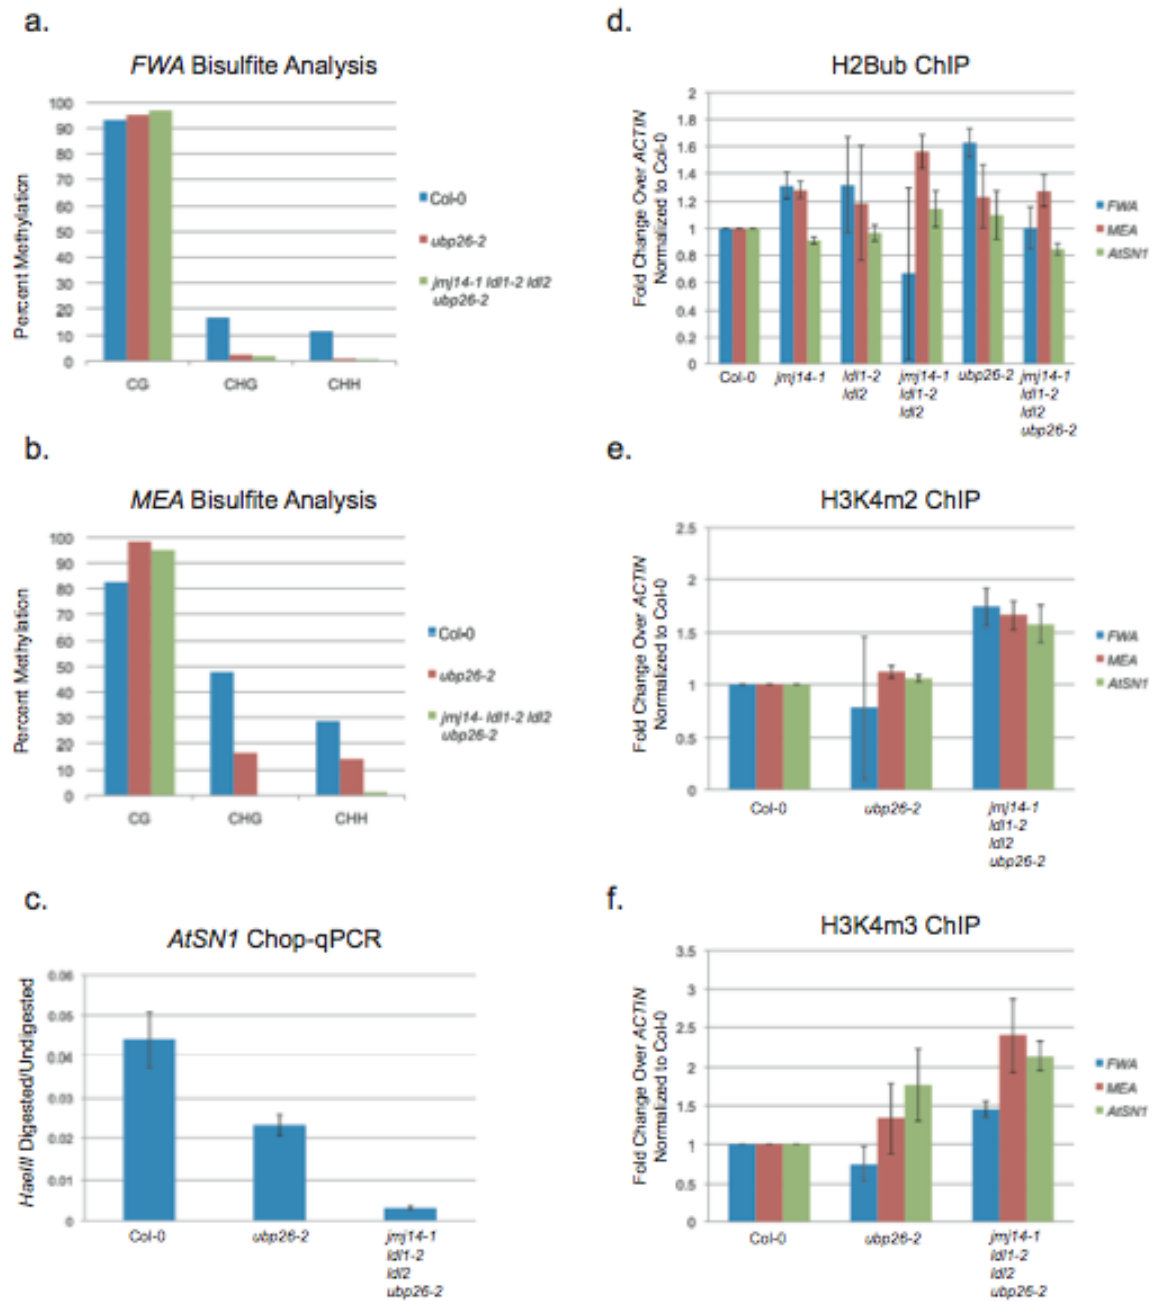 a.
FWA Bisulfite Analysis
Percent Methylation
100
90
80
70
60
50
40
30
20
10
0
CG
CHG
CHH
Col-0
ubp26-2
jmj14-1 ldl1-2 ldl2
ubp26-2
b.
MEA Bisulfite Analysis
Percent Methylation
100
90
80
70
60
50
40
30
20
10
0
CG
CHG
CHH
Col-0
ubp26-2
jmj14- ldl1-2 ldl2
ubp26-2
c.
AtSN1 Chop-qPCR
HaeIII Digested/Undigested
0.06
0.05
0.04
0.03
0.02
0.01
0
Col-0
ubp26-2
jmj14-1
ldl1-2
ldl2
ubp26-2
d.
H2Bub ChIP
Fold Change Over ACTIN
Normalized to Col-0
2
1.8
1.6
1.4
1.2
1
0.8
0.6
0.4
0.2
0
Col-0
jmj14-1
ldl1-2
ldl2
jmj14-1
ldl1-2
ldl2
ubp26-2
jmj14-1
ldl1-2
ldl2
ubp26-2
FWA
MEA
AtSN1
e.
H3K4m2 ChIP
Fold Change Over ACTIN
Normalized to Col-0
2.5
2
1.5
1
0.5
0
Col-0
ubp26-2
jmj14-1
ldl1-2
ldl2
ubp26-2
FWA
MEA
AtSN1
f.
H3K4m3 ChIP
Fold Change Over ACTIN
Normalized to Col-0
3.5
3
2.5
2
1.5
1
0.5
0
Col-0
ubp26-2
jmj14-1
ldl1-2
ldl2
ubp26-2
FWA
MEA
AtSN1